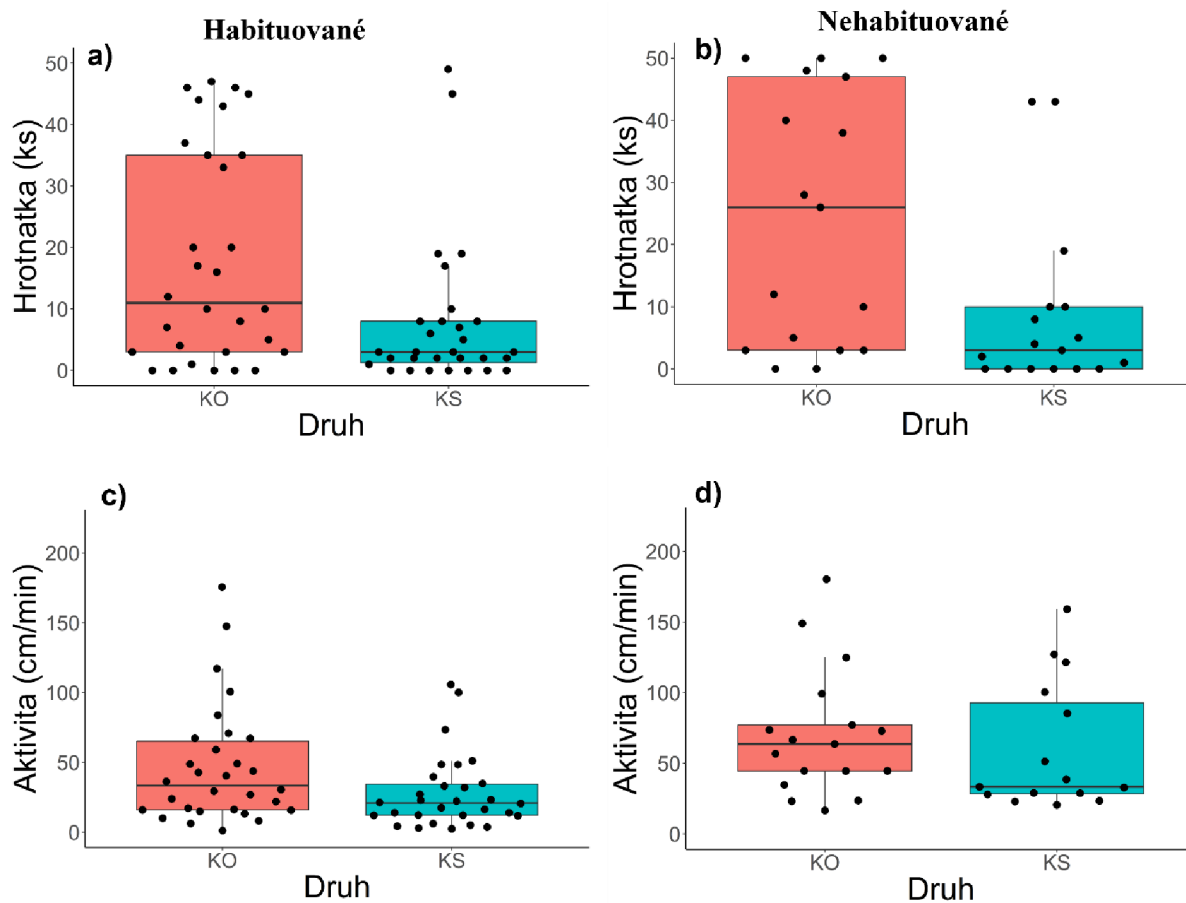 Habituované
Nehabituované
a)
Hrotnatka (ks)
50
40
30
20
10
0
KO
KS
Druh
b)
Hrotnatka (ks)
50
40
30
20
10
0
KO
KS
Druh
c)
Aktivita (cm/min)
200
150
100
50
0
KO
KS
Druh
d)
Aktivita (cm/min)
200
150
100
50
0
KO
KS
Druh